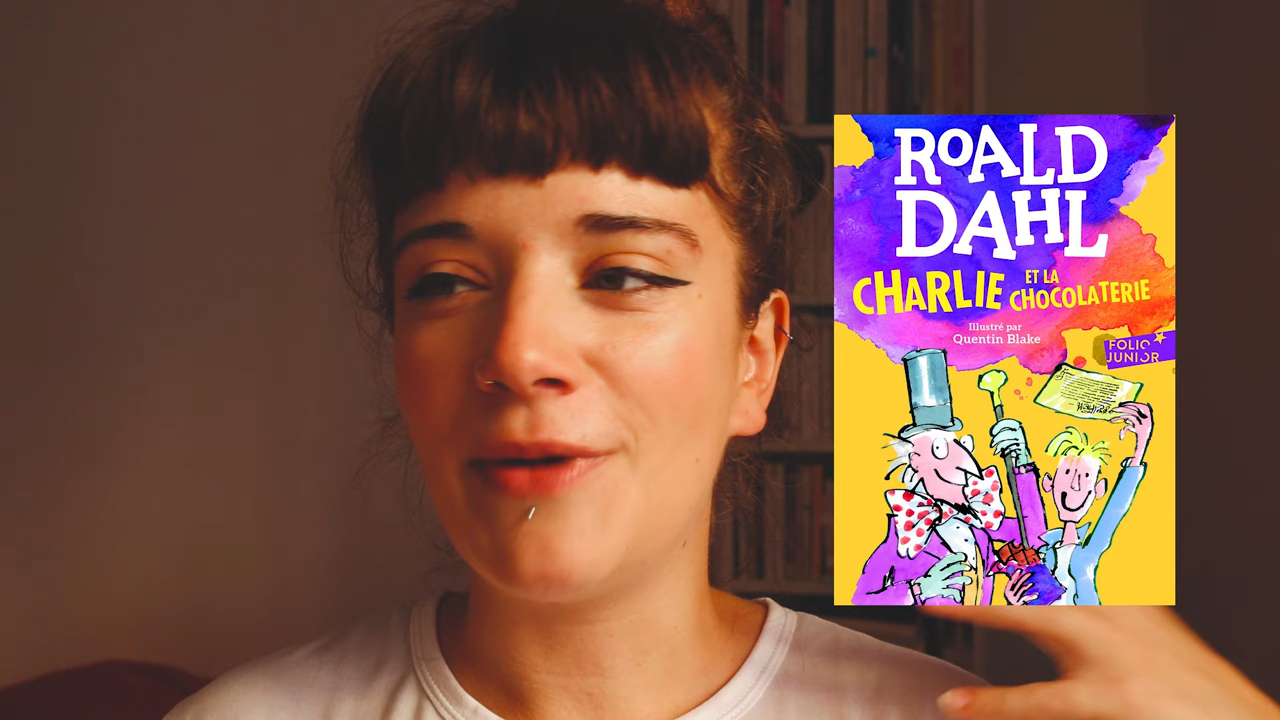 ROALD
DAHL
CHARLIE ET LA CHOCOLATERIE
Illustré par
Quentin Blake
FOLIO
JUNIOR